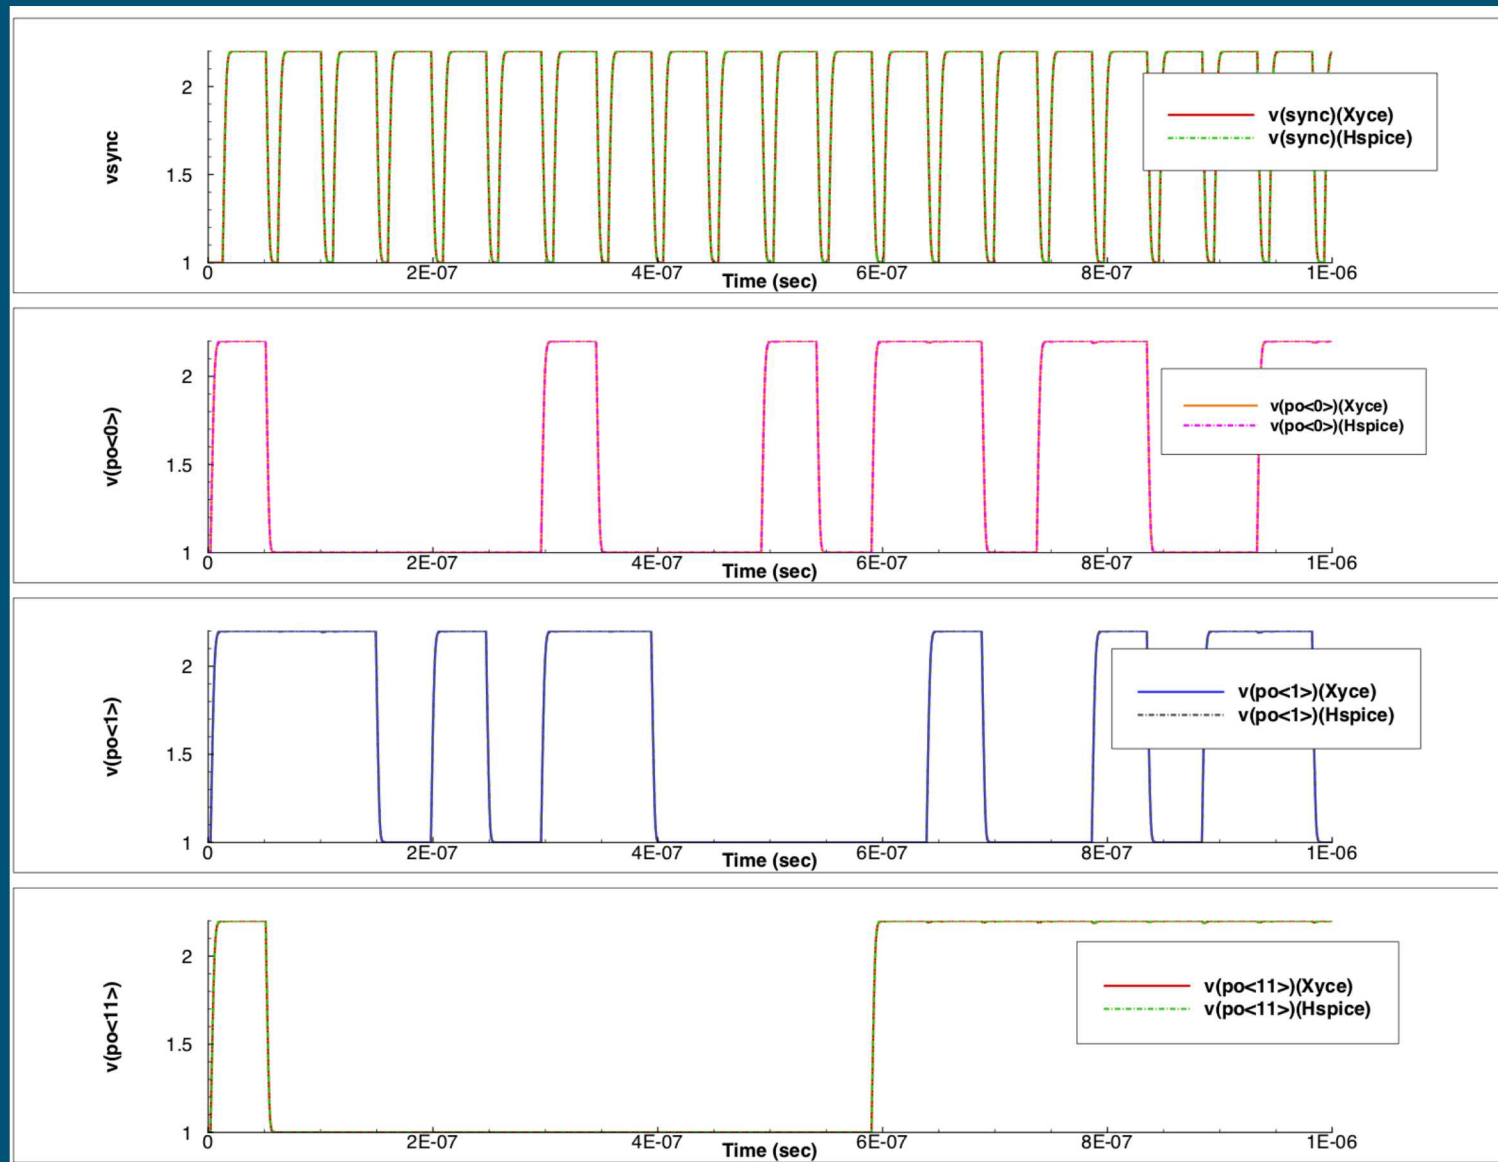 vsync
2
1.5
1
0 2E-07 4E-07 6E-07 8E-07 1E-06
Time (sec)
v(sync)(Xyce)
v(sync)(Hspice)
v(po<0>)
2
1.5
1
0 2E-07 4E-07 6E-07 8E-07 1E-06
Time (sec)
v(po<0>)(Xyce)
v(po<0>)(Hspice)
v(po<1>)
2
1.5
1
0 2E-07 4E-07 6E-07 8E-07 1E-06
Time (sec)
v(po<1>)(Xyce)
v(po<1>)(Hspice)
v(po<11>)
2
1.5
1
0 2E-07 4E-07 6E-07 8E-07 1E-06
Time (sec)
v(po<11>)(Xyce)
v(po<11>)(Hspice)